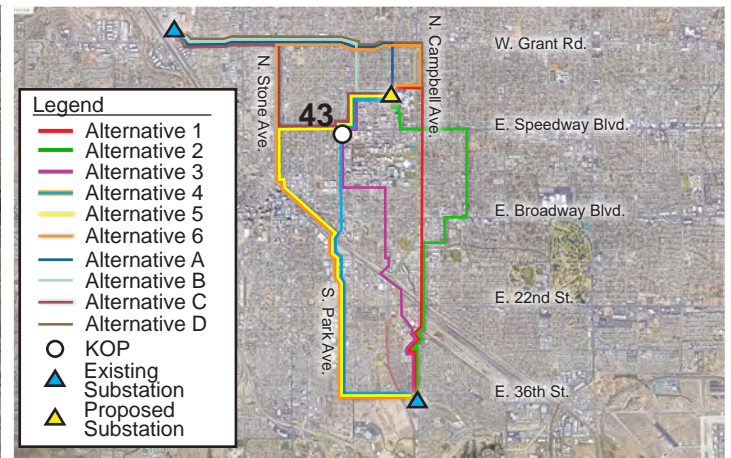 W. Grant Rd.
N. Campbell Ave.
N. Stone Ave.
43
E. Speedway Blvd.
E. Broadway Blvd.
E. 22nd St.
S. Park Ave.
E. 36th St.
Legend
Alternative 1
Alternative 2
Alternative 3
Alternative 4
Alternative 5
Alternative 6
Alternative A
Alternative B
Alternative C
Alternative D
KOP
Existing
Substation
Proposed
Substation